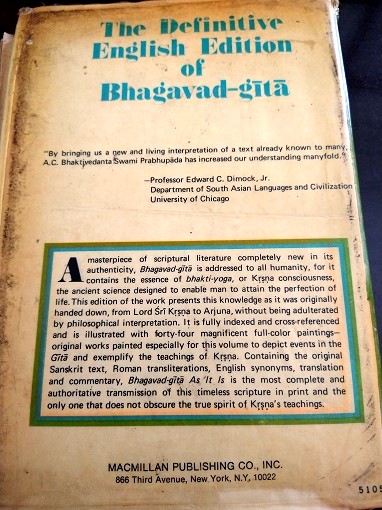 The Definitive
English Edition
of
Bhagavad-gītā
"By bringing us a new and living interpretation of a text already known to many,
A.C. Bhaktivedanta Swami Prabhupāda has increased our understanding manyfold."
—Professor Edward C. Dimock, Jr.
Department of South Asian Languages and Civilization
University of Chicago
A masterpiece of scriptural literature completely new in its
authenticity, Bhagavad-gītā is addressed to all humanity, for it
contains the essence of bhakti-yoga, or Kṛṣṇa consciousness,
the ancient science designed to enable man to attain the perfection of
life. This edition of the work presents this knowledge as it was originally
handed down, from Lord Śrī Kṛṣṇa to Arjuna, without being adulterated
by philosophical interpretation. It is fully indexed and cross-referenced
and is illustrated with forty-four magnificent full-color paintings—
original works painted especially for this volume to depict events in the
Gītā and exemplify the teachings of Kṛṣṇa. Containing the original
Sanskrit text, Roman transliterations, English synonyms, translation
and commentary, Bhagavad-gītā As It Is is the most complete and
authoritative transmission of this timeless scripture in print and the
only one that does not obscure the true spirit of Kṛṣṇa's teachings.
MACMILLAN PUBLISHING CO., INC.
866 Third Avenue, New York, N.Y. 10022
5105